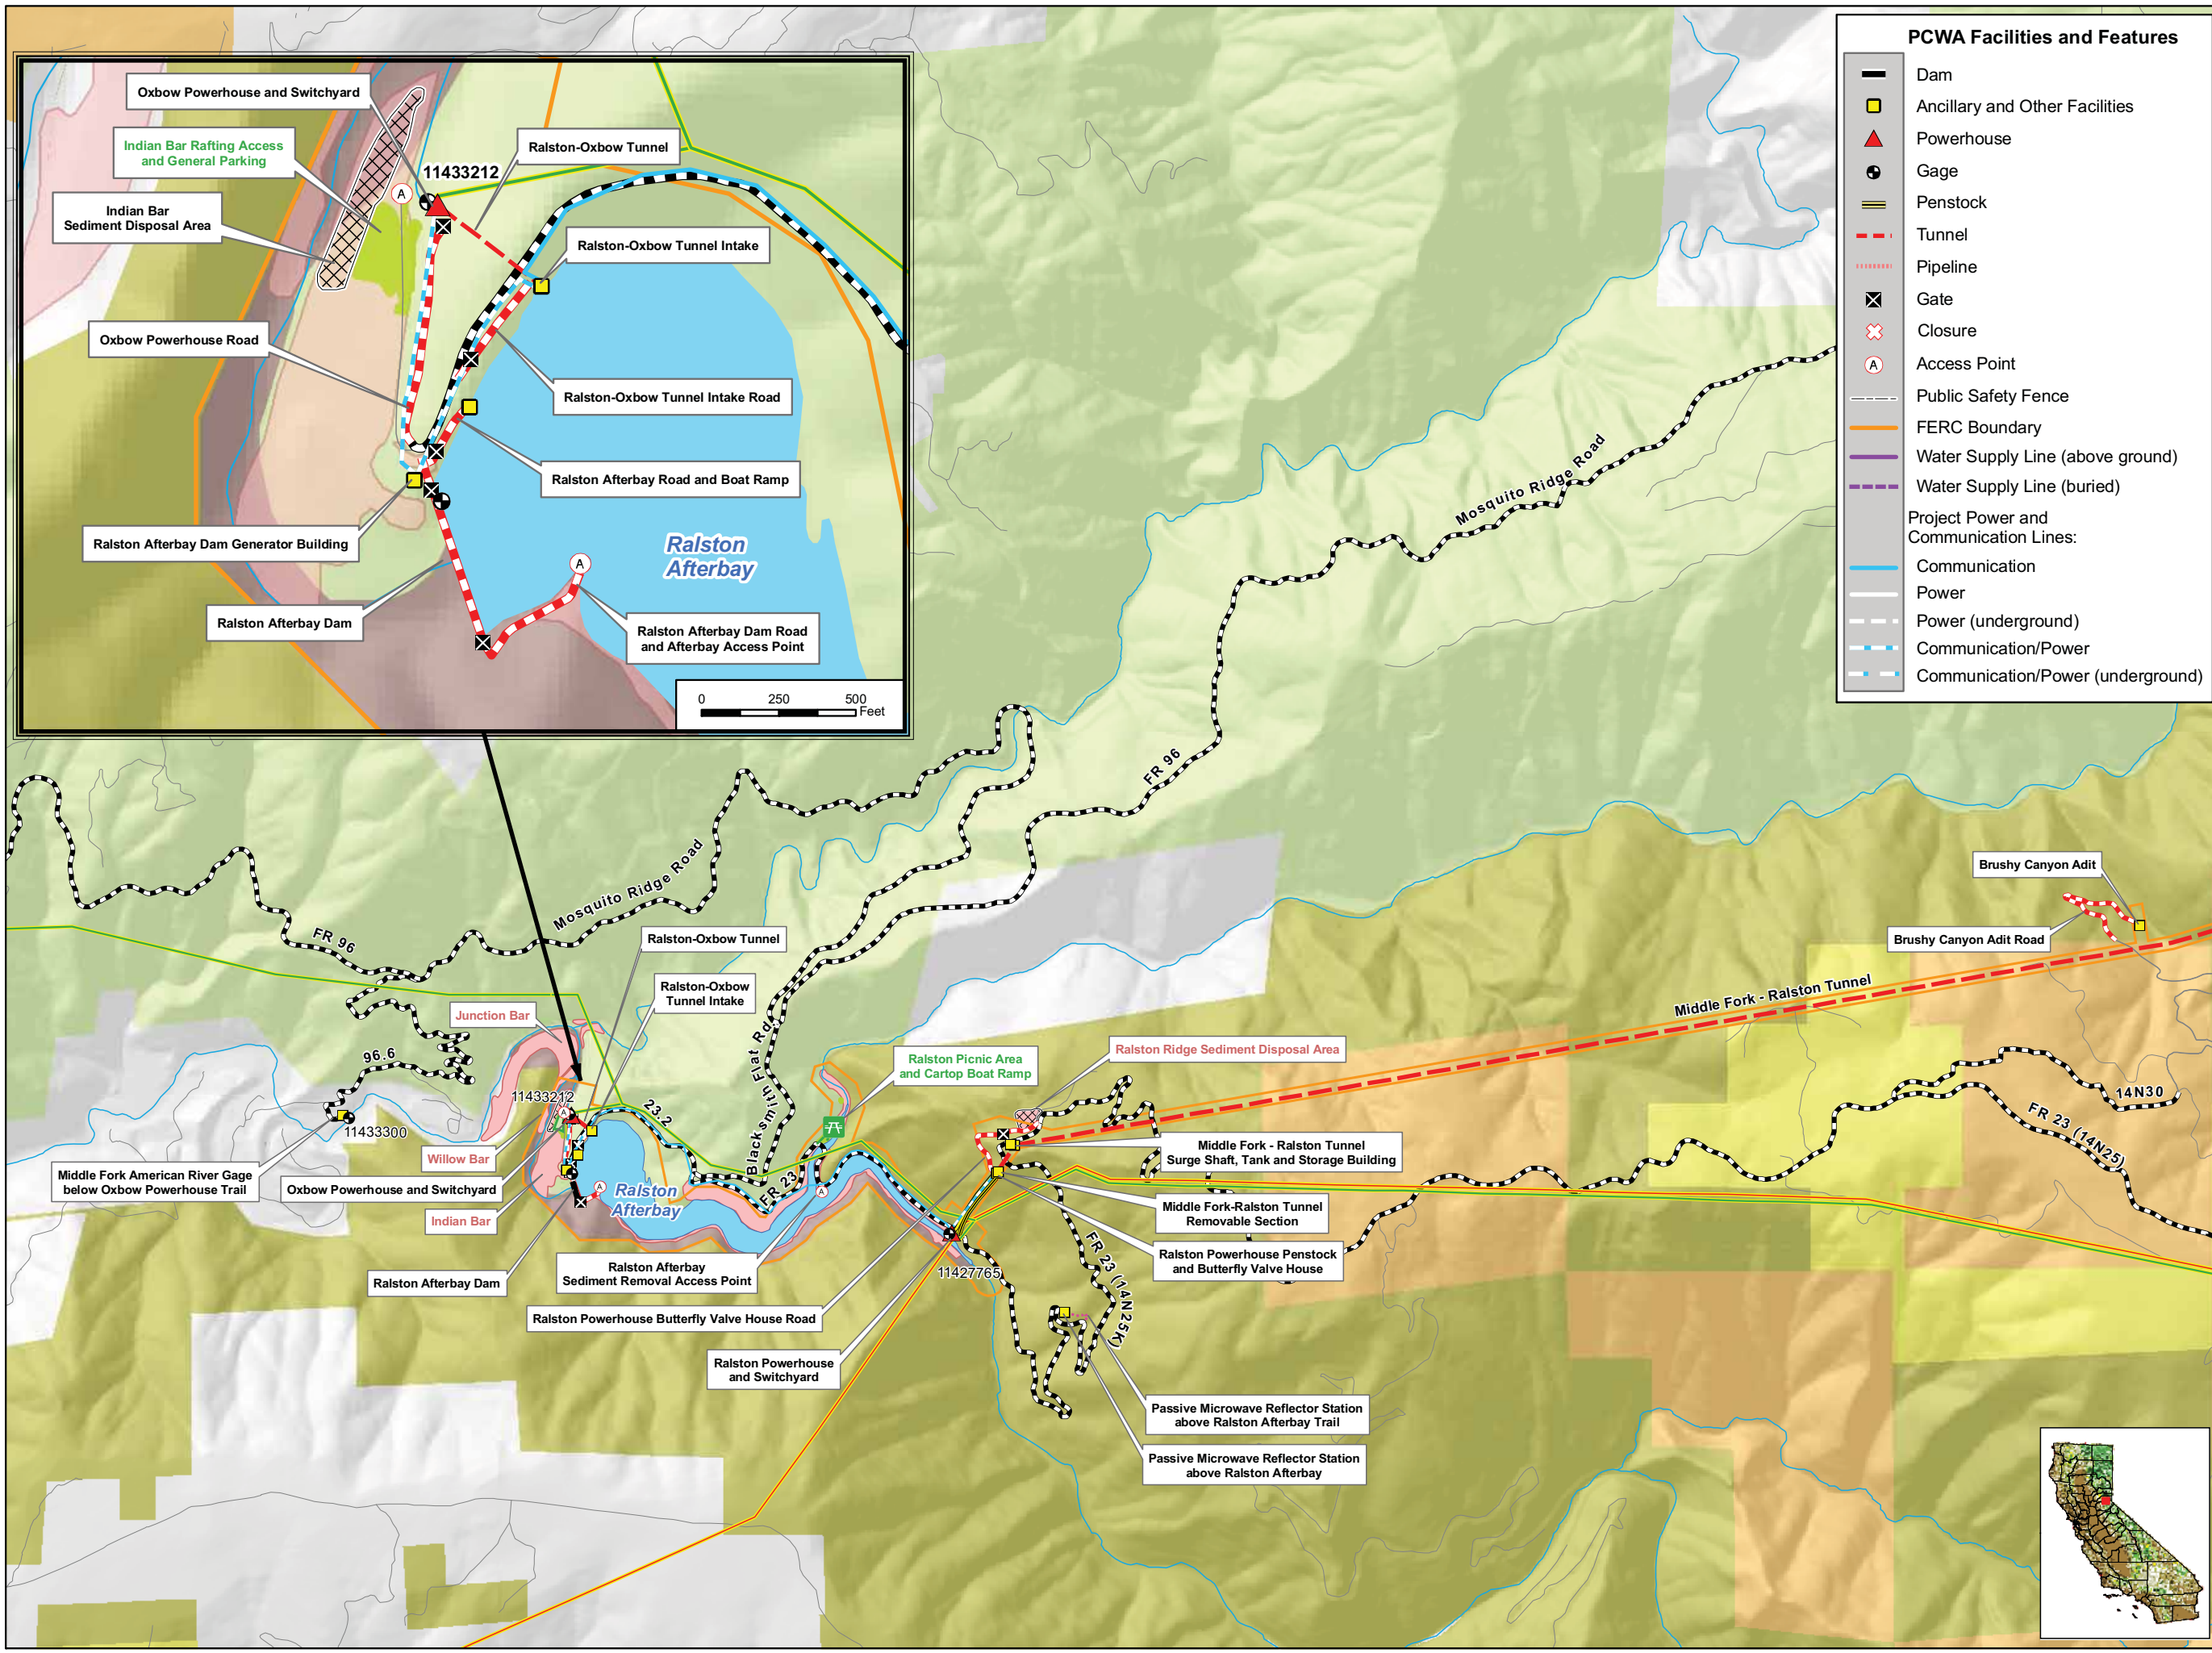 PCWA Facilities and Features
Dam
Ancillary and Other Facilities
Powerhouse
Gage
Penstock
Tunnel
Pipeline
Gate
Closure
A
Access Point
Public Safety Fence
FERC Boundary
Water Supply Line (above ground)
Water Supply Line (buried)
Project Power and
Communication Lines:
Communication
Power
Power (underground)
Communication/Power
Communication/Power (underground)
Oxbow Powerhouse and Switchyard
Indian Bar Rafting Access
and General Parking
Ralston-Oxbow Tunnel
11433212
A
Indian Bar
Sediment Disposal Area
Ralston-Oxbow Tunnel Intake
Oxbow Powerhouse Road
Ralston-Oxbow Tunnel Intake Road
Ralston Afterbay Road and Boat Ramp
Ralston Afterbay Dam Generator Building
Ralston
Afterbay
A
Ralston Afterbay Dam
Ralston Afterbay Dam Road
and Afterbay Access Point
0 250 500
Feet
Mosquito Ridge Road
FR 96
Mosquito Ridge Road
FR 96
Brushy Canyon Adit
Brushy Canyon Adit Road
Ralston-Oxbow Tunnel
Ralston-Oxbow
Tunnel Intake
Middle Fork - Ralston Tunnel
Junction Bar
96.6
Blacksmith Flat Rd.
Ralston Picnic Area
and Cartop Boat Ramp
Ralston Ridge Sediment Disposal Area
11433212
A
23.2
14N30
FR 23 (14N25)
11433300
Willow Bar
Middle Fork - Ralston Tunnel
Surge Shaft, Tank and Storage Building
Middle Fork American River Gage
below Oxbow Powerhouse Trail
Oxbow Powerhouse and Switchyard
A
Ralston
Afterbay
FR 23
A
Indian Bar
Middle Fork-Ralston Tunnel
Removable Section
Ralston Powerhouse Penstock
and Butterfly Valve House
Ralston Afterbay Dam
Ralston Afterbay
Sediment Removal Access Point
11427765
FR 23 (14N25K)
Ralston Powerhouse Butterfly Valve House Road
Ralston Powerhouse
and Switchyard
Passive Microwave Reflector Station
above Ralston Afterbay Trail
Passive Microwave Reflector Station
above Ralston Afterbay